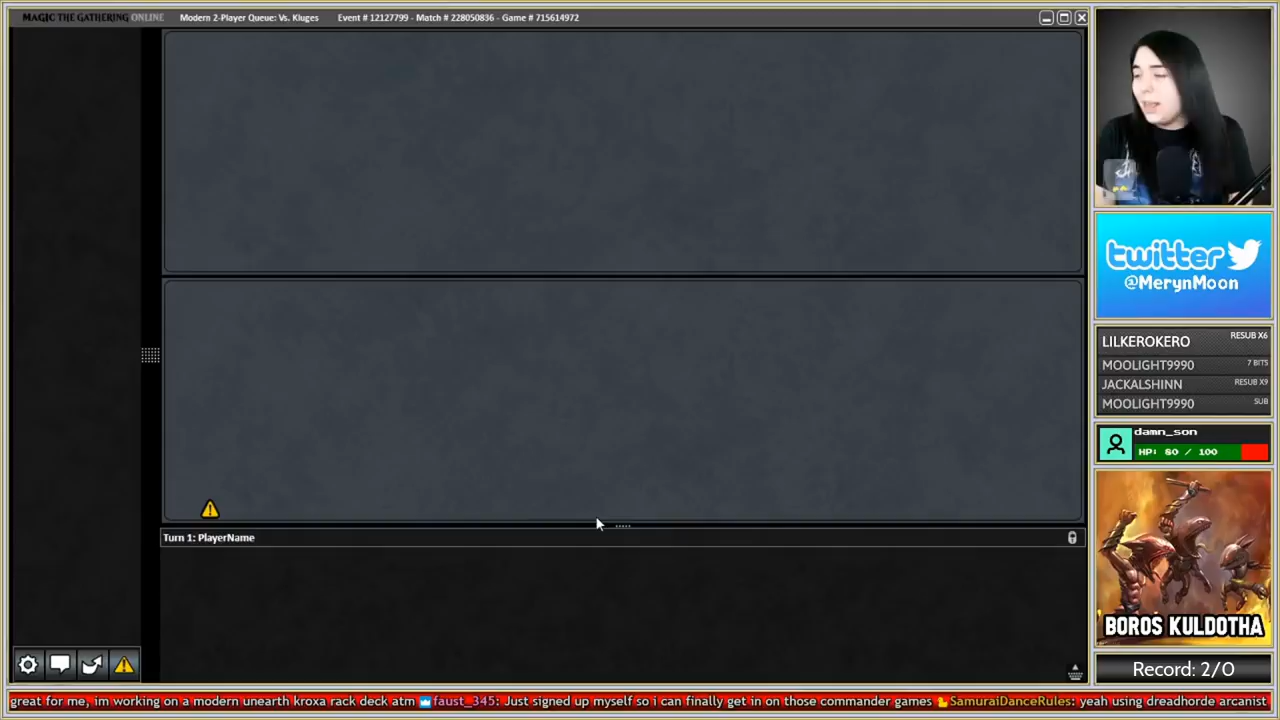 MAGIC THE GATHERING ONLINE Modern 2-Player Queue: Vs. Kluges Event # 12127799 - Match # 228050836 - Game # 715614972
twitter
@MerynMoon
LILKEROKERO RESUB X6
MOOLIGHT9990 7 BITS
JACKALSHINN RESUB X9
MOOLIGHT9990 SUB
damn_son
HP: 80 / 100
Turn 1: PlayerName
BOROS KULDOTHA
Record: 2/0
great for me, im working on a modern unearth kroxa rack deck atm faust_345: Just signed up myself so i can finally get in on those commander games SamuraiDanceRules: yeah using dreadhorde arcanist